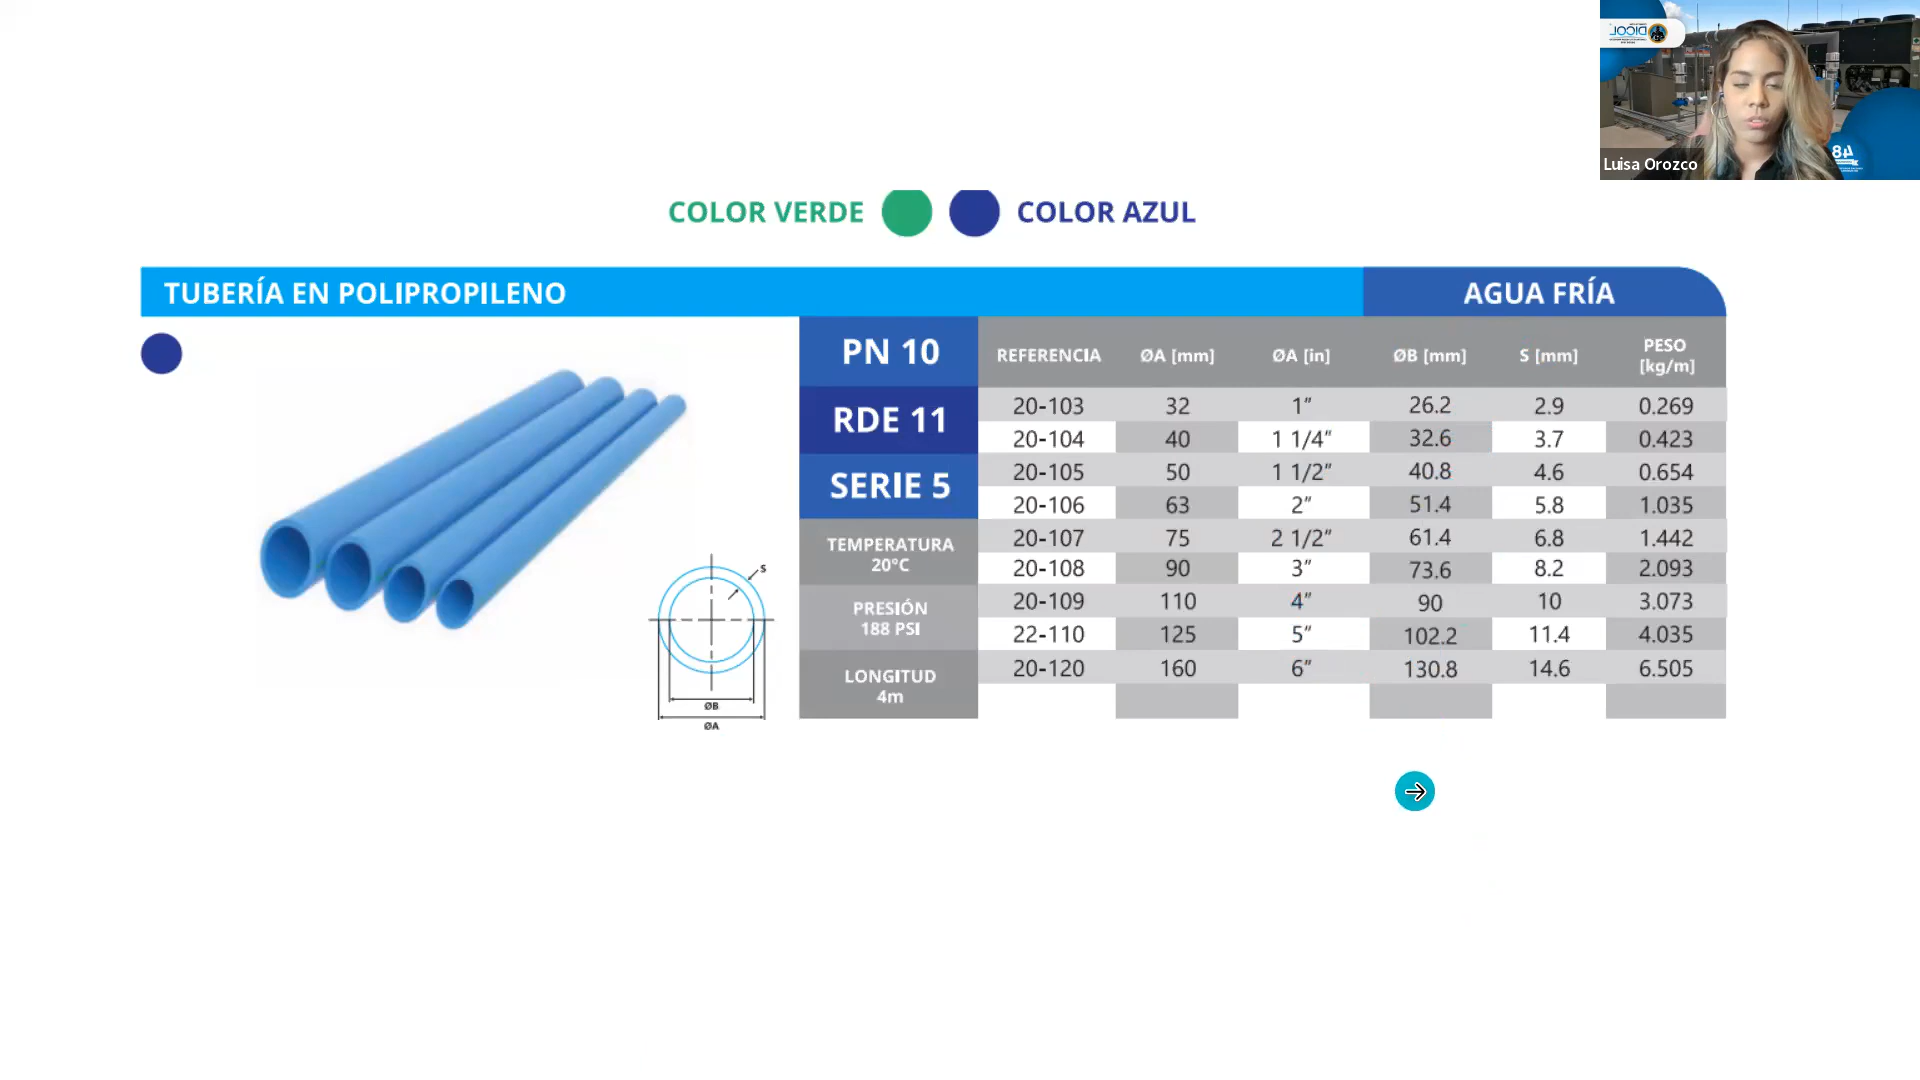 DICOL
48
Luisa Orozco
COLOR VERDE COLOR AZUL
TUBERÍA EN POLIPROPILENO AGUA FRÍA
PN 10
RDE 11
SERIE 5
TEMPERATURA
20°C
PRESIÓN
188 PSI
LONGITUD
4m
REFERENCIA ØA [mm] ØA [in] ØB [mm] S [mm] PESO [kg/m]
20-103 32 1” 26.2 2.9 0.269
20-104 40 1 1/4” 32.6 3.7 0.423
20-105 50 1 1/2” 40.8 4.6 0.654
20-106 63 2” 51.4 5.8 1.035
20-107 75 2 1/2” 61.4 6.8 1.442
20-108 90 3” 73.6 8.2 2.093
20-109 110 4” 90 10 3.073
22-110 125 5” 102.2 11.4 4.035
20-120 160 6” 130.8 14.6 6.505
S
ØB
ØA